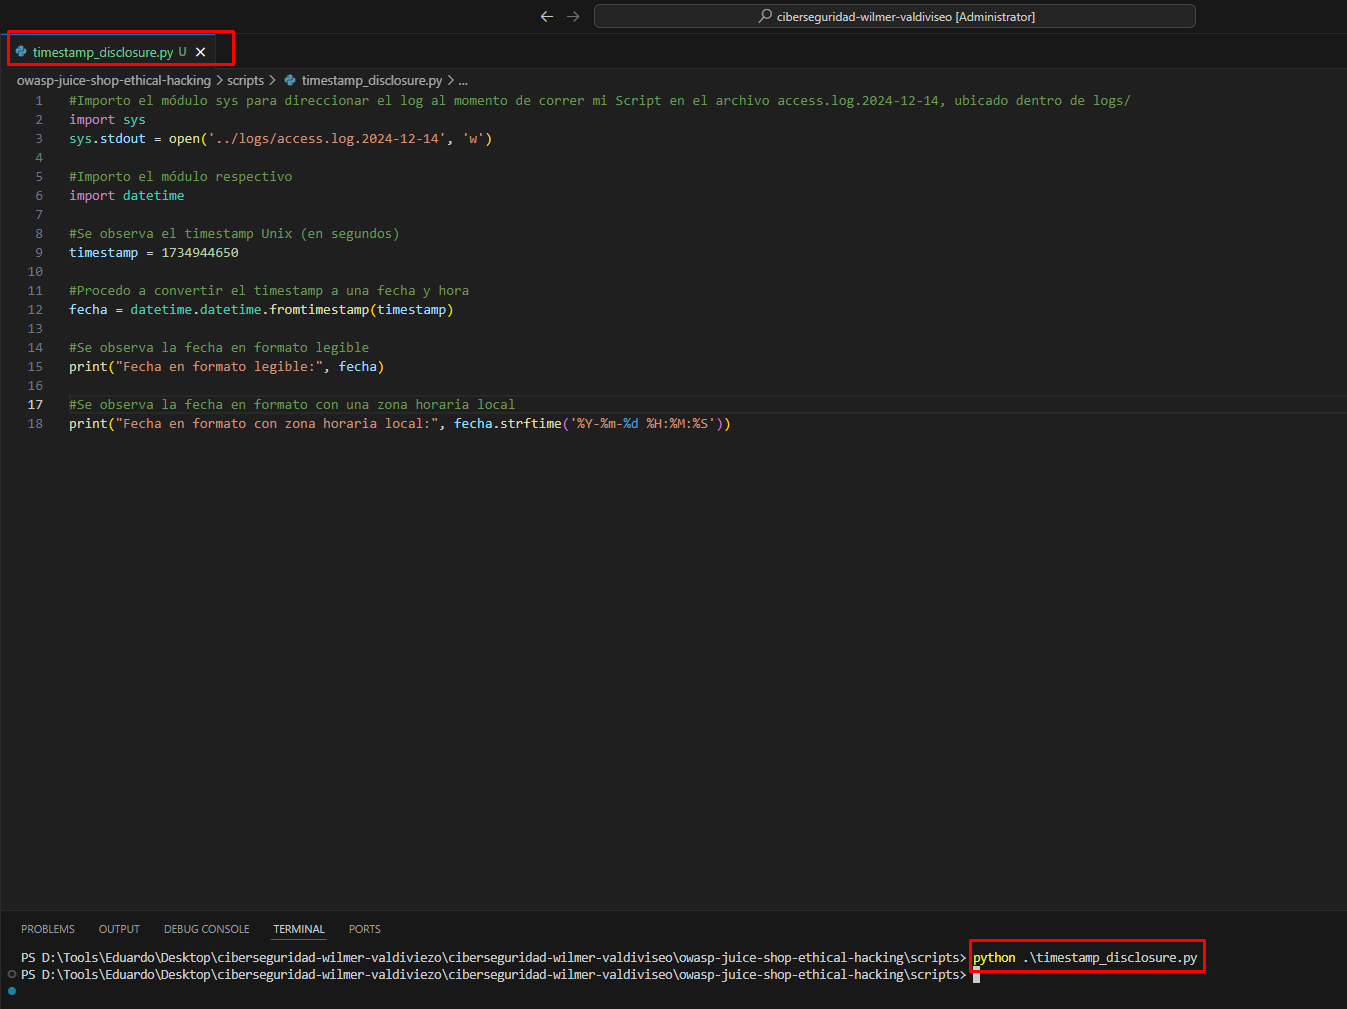 ciberseguridad-wilmer-valdiviseo [Administrator]
timestamp_disclosure.py U
owasp-juice-shop-ethical-hacking > scripts > timestamp_disclosure.py > ...
1 #Importo el módulo sys para direccionar el log al momento de correr mi Script en el archivo access.log.2024-12-14, ubicado dentro de logs/
2 import sys
3 sys.stdout = open('../logs/access.log.2024-12-14', 'w')
4
5 #Importo el módulo respectivo
6 import datetime
7
8 #Se observa el timestamp Unix (en segundos)
9 timestamp = 1734944650
10
11 #Procedo a convertir el timestamp a una fecha y hora
12 fecha = datetime.datetime.fromtimestamp(timestamp)
13
14 #Se observa la fecha en formato legible
15 print("Fecha en formato legible:", fecha)
16
17 #Se observa la fecha en formato con una zona horaria local
18 print("Fecha en formato con zona horaria local:", fecha.strftime('%Y-%m-%d %H:%M:%S'))
PROBLEMS OUTPUT DEBUG CONSOLE TERMINAL PORTS
PS D:\Tools\Eduardo\Desktop\ciberseguridad-wilmer-valdiviezo\ciberseguridad-wilmer-valdiviseo\owasp-juice-shop-ethical-hacking\scripts> python .\timestamp_disclosure.py
PS D:\Tools\Eduardo\Desktop\ciberseguridad-wilmer-valdiviezo\ciberseguridad-wilmer-valdiviseo\owasp-juice-shop-ethical-hacking\scripts>